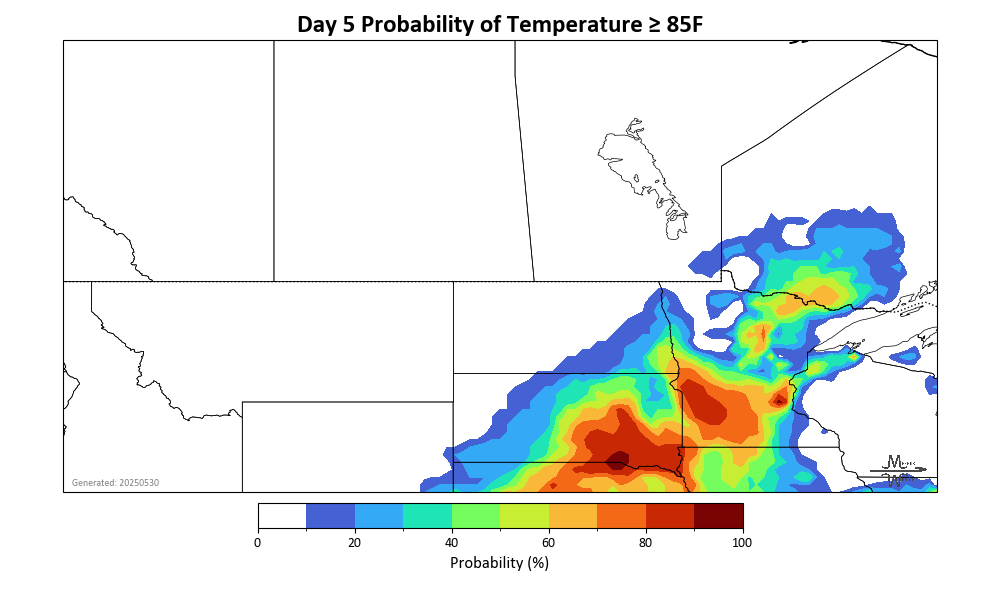 Day 5 Probability of Temperature ≥ 85F
Generated: 20250530
0 20 40 60 80 100
Probability (%)